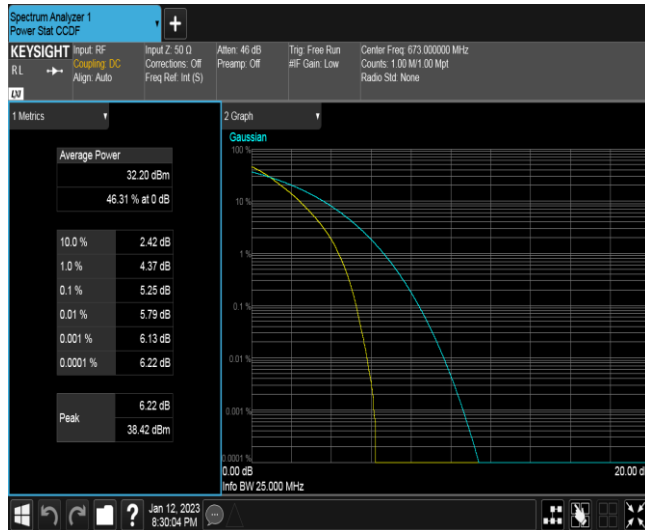 Spectrum Analyzer 1
Power Stat CCDF
+
KEYSIGHT
RL
LXI
Input: RF
Coupling: DC
Align: Auto
Input Z: 50 Ω
Corrections: Off
Freq Ref: Int (S)
Atten: 46 dB
Preamp: Off
Trig: Free Run
#IF Gain: Low
Center Freq: 673.000000 MHz
Counts: 1.00 M/1.00 Mpt
Radio Std: None
1 Metrics
Average Power
32.20 dBm
46.31 % at 0 dB
10.0 % 2.42 dB
1.0 % 4.37 dB
0.1 % 5.25 dB
0.01 % 5.79 dB
0.001 % 6.13 dB
0.0001 % 6.22 dB
Peak
6.22 dB
38.42 dBm
2 Graph
Gaussian
100 %
10 %
1 %
0.1 %
0.01 %
0.001 %
0.0001 %
0.00 dB
20.00 d
Info BW 25.000 MHz
?
Jan 12, 2023
8:30:04 PM